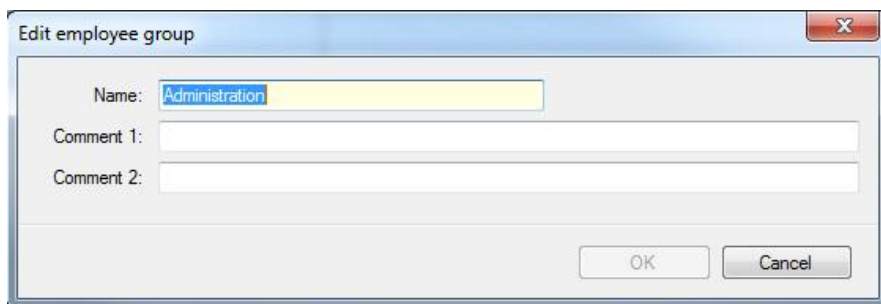 Edit employee group
Name: Administration
Comment 1:
Comment 2:
OK Cancel